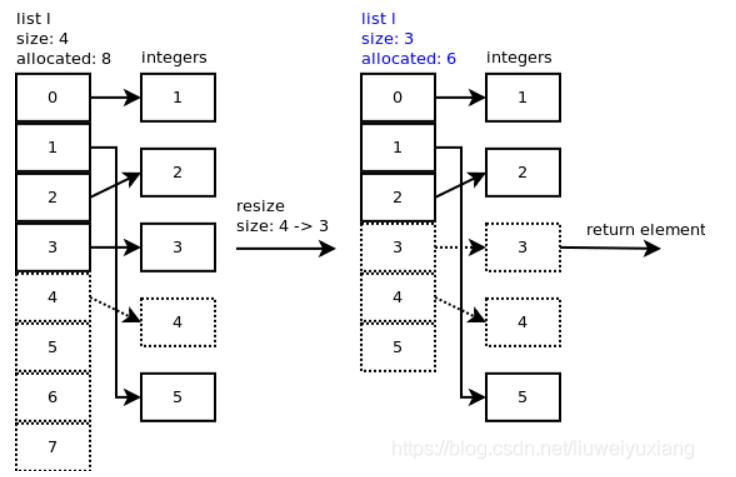 list l
size: 4
allocated: 8
integers
0
1
2
3
4
5
6
7
1
2
3
4
5
resize
size: 4 -> 3
list l
size: 3
allocated: 6
integers
0
1
2
3
4
5
1
2
3
4
5
return element
https://blog.csdn.net/liuweiyuxiang